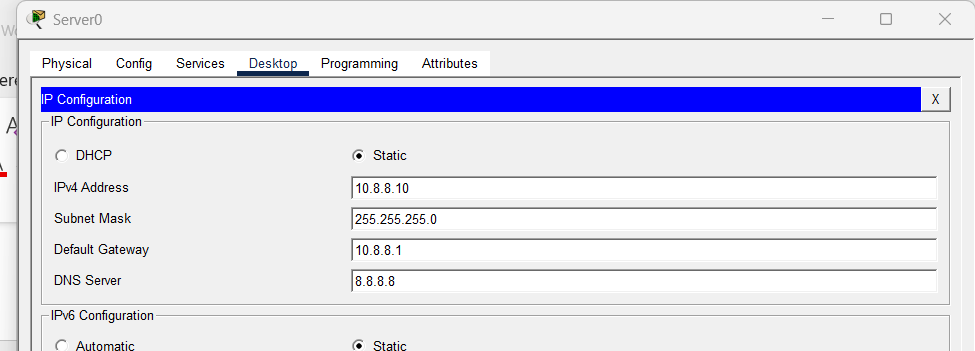 Server0
Physical Config Services Desktop Programming Attributes
IP Configuration X
IP Configuration
DHCP Static
IPv4 Address 10.8.8.10
Subnet Mask 255.255.255.0
Default Gateway 10.8.8.1
DNS Server 8.8.8.8
IPv6 Configuration
Automatic Static